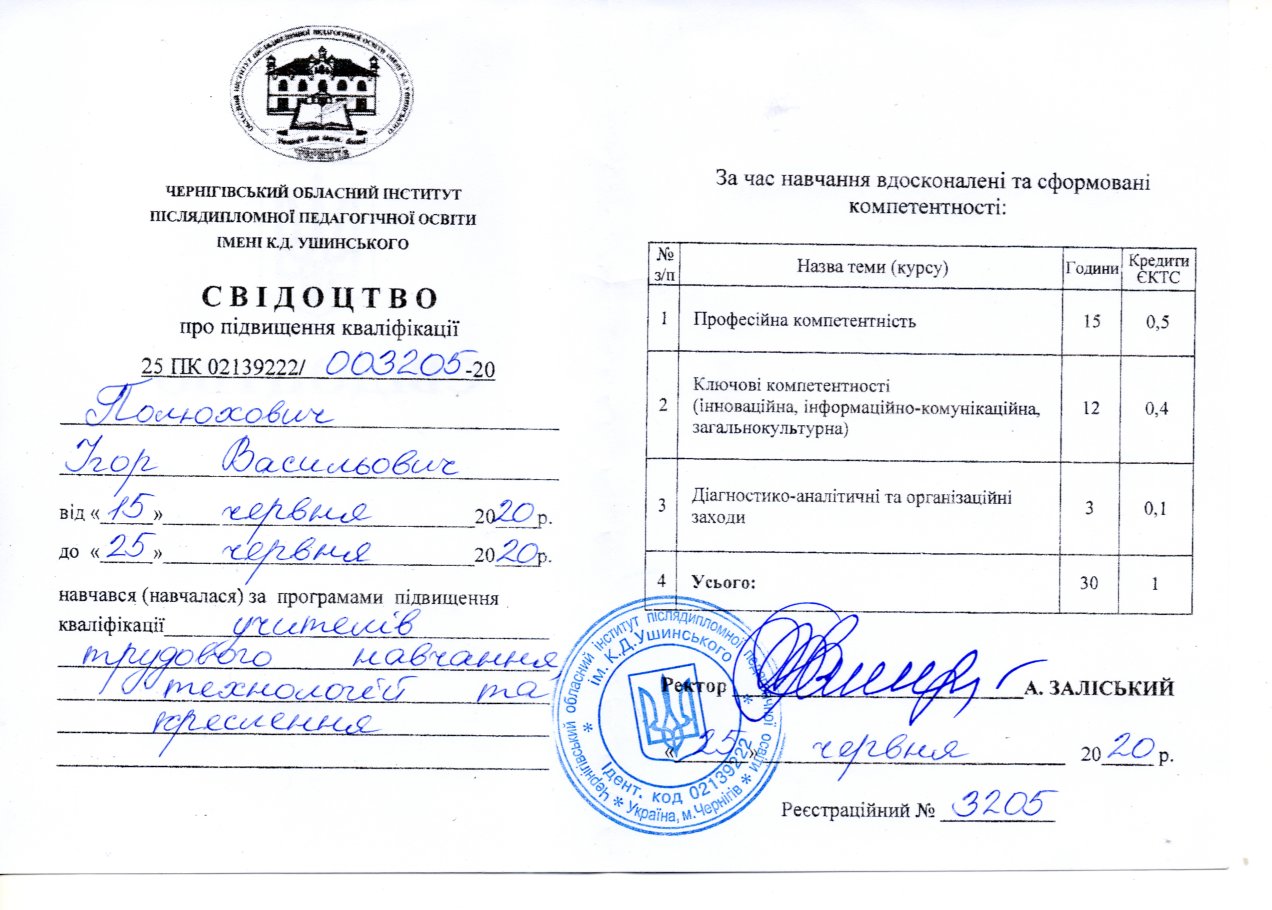 ЧЕРНІГІВСЬКИЙ ОБЛАСНИЙ ІНСТИТУТ
ПІСЛЯДИПЛОМНОЇ ПЕДАГОГІЧНОЇ ОСВІТИ
ІМЕНІ К.Д. УШИНСЬКОГО
СВІДОЦТВО
про підвищення кваліфікації
25 ПК 02139222/ 003205-20
Полюхович
Ігор Васильович
від «15» червня 2020 р.
до «25» червня 2020 р.
навчався (навчалася) за програмами підвищення
кваліфікації учителів
трудового навчання,
технологій та
креслення
За час навчання вдосконалені та сформовані
компетентності:
№ з/п Назва теми (курсу) Години Кредити ЄКТС
1 Професійна компетентність 15 0,5
2 Ключові компетентності (інноваційна, інформаційно-комунікаційна, загальнокультурна) 12 0,4
3 Діагностико-аналітичні та організаційні заходи 3 0,1
4 Усього: 30 1
Ректор А. ЗАЛІСЬКИЙ
«25» червня 2020 р.
Реєстраційний № 3205
Чернігівський обласний інститут післядипломної педагогічної освіти
ім. К.Д.Ушинського
Ідент. код 02139222
* Україна, м.Чернігів *